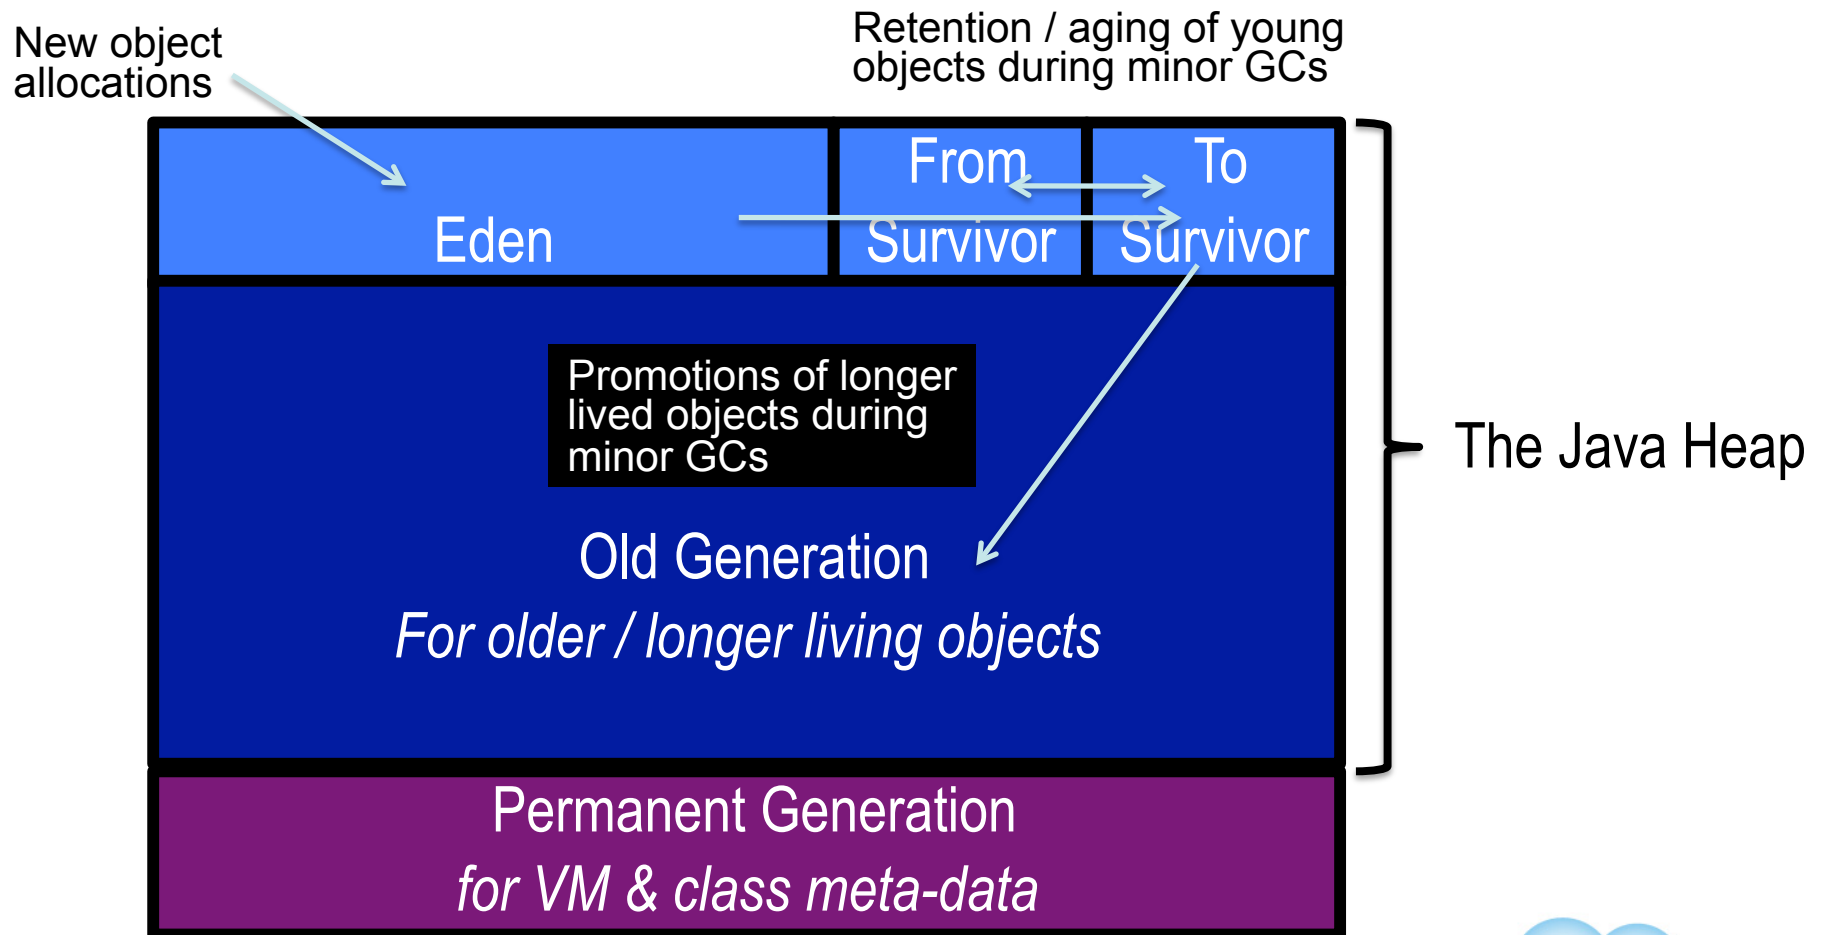 New object
allocations
Retention / aging of young
objects during minor GCs
Eden
From
Survivor
To
Survivor
Promotions of longer
lived objects during
minor GCs
Old Generation
For older / longer living objects
The Java Heap
Permanent Generation
for VM & class meta-data